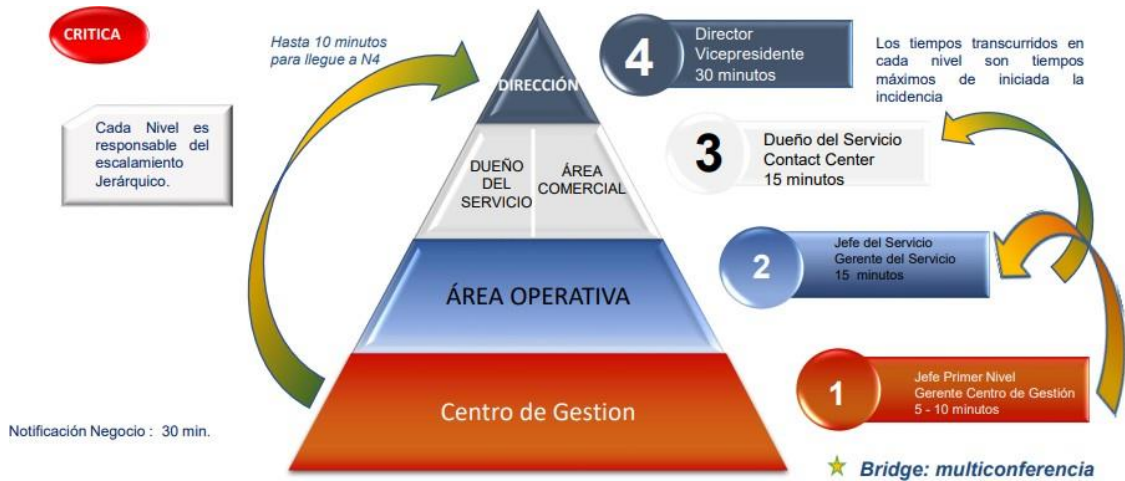 CRITICA
Hasta 10 minutos
para llegue a N4
Cada Nivel es
responsable del
escalamiento
Jerárquico.
DIRECCIÓN
DUEÑO
DEL
SERVICIO
ÁREA
COMERCIAL
ÁREA OPERATIVA
Centro de Gestion
4
Director
Vicepresidente
30 minutos
Los tiempos transcurridos en
cada nivel son tiempos
máximos de iniciada la
incidencia
3
Dueño del Servicio
Contact Center
15 minutos
2
Jefe del Servicio
Gerente del Servicio
15 minutos
1
Jefe Primer Nivel
Gerente Centro de Gestión
5 - 10 minutos
Notificación Negocio : 30 min.
Bridge: multiconferencia